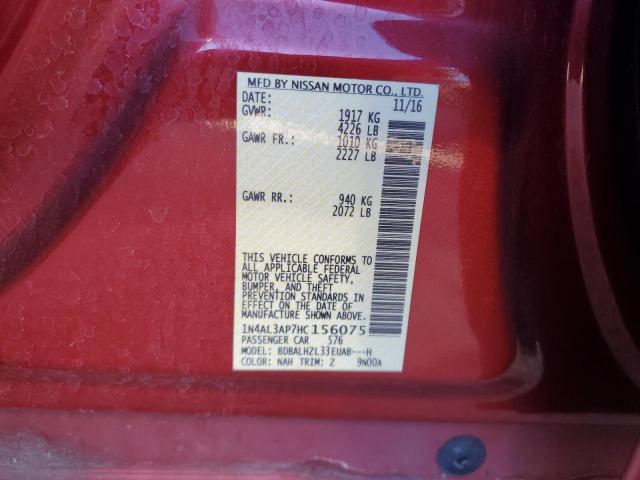 MFD BY NISSAN MOTOR CO., LTD.
DATE: 11/16
GVWR: 1917 KG
4226 LB
GAWR FR.: 1010 KG
2227 LB
GAWR RR.: 940 KG
2072 LB
THIS VEHICLE CONFORMS TO
ALL APPLICABLE FEDERAL
MOTOR VEHICLE SAFETY,
BUMPER, AND THEFT
PREVENTION STANDARDS IN
EFFECT ON THE DATE OF
MANUFACTURE SHOWN ABOVE.
1N4AL3AP7HC156075
PASSENGER CAR 576
MODEL: BDBALHZL33EUAB---H
COLOR: NAH TRIM: Z 9N00A